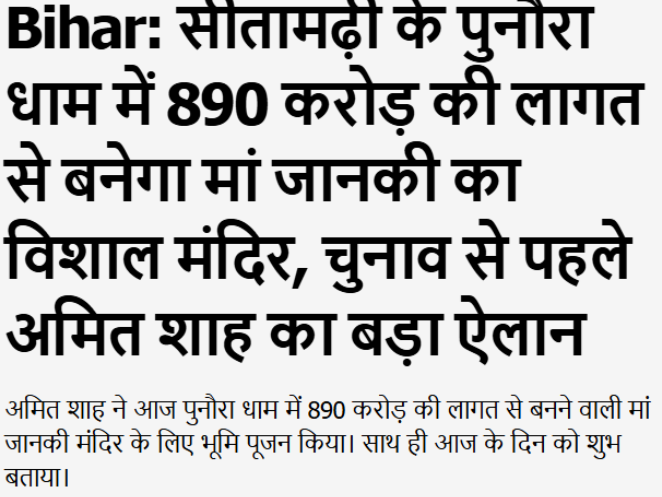 Bihar: सीतामढ़ी के पुनौरा
धाम में 890 करोड़ की लागत
से बनेगा मां जानकी का
विशाल मंदिर, चुनाव से पहले
अमित शाह का बड़ा ऐलान
अमित शाह ने आज पुनौरा धाम में 890 करोड़ की लागत से बनने वाली मां
जानकी मंदिर के लिए भूमि पूजन किया। साथ ही आज के दिन को शुभ
बताया।